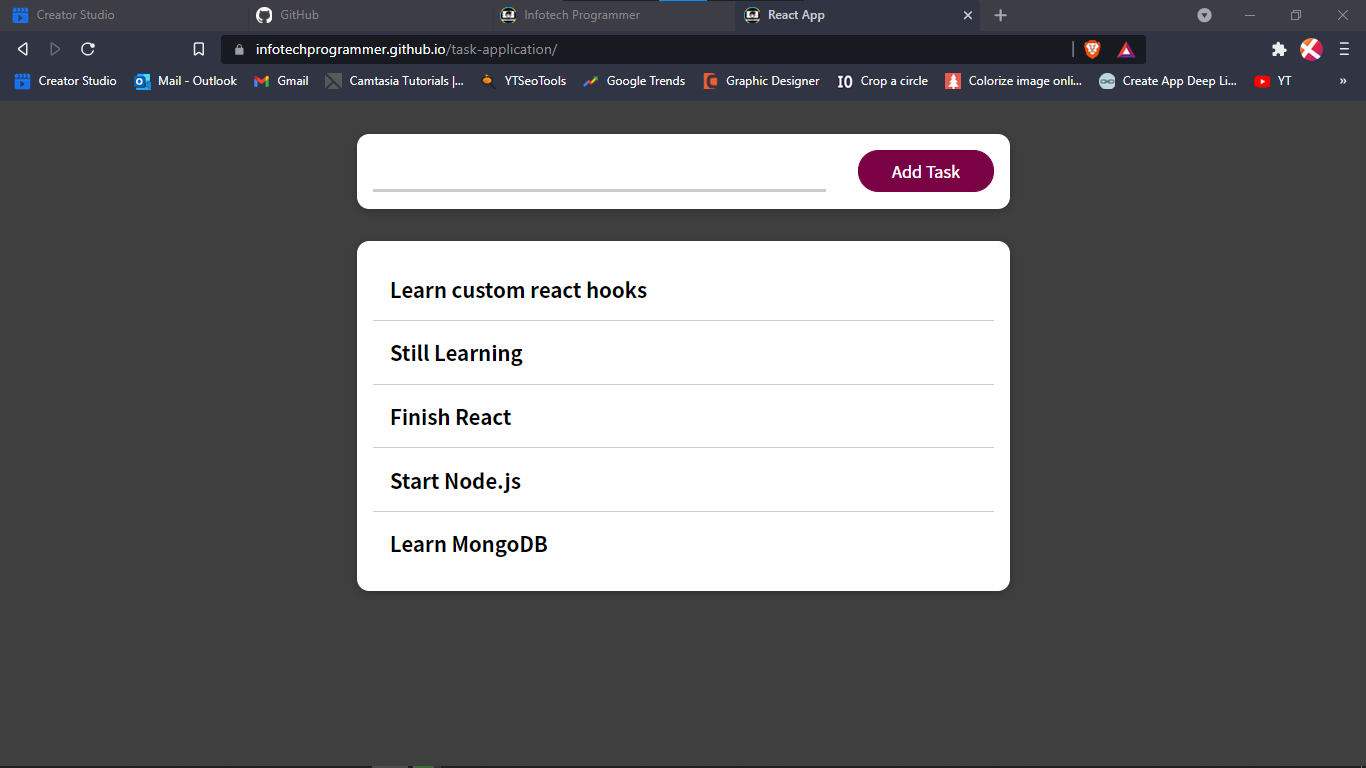 Creator Studio GitHub Infotech Programmer React App
infotechprogrammer.github.io/task-application/
Creator Studio Mail - Outlook Gmail Camtasia Tutorials |... YTSeoTools Google Trends Graphic Designer IO Crop a circle Colorize image onli... Create App Deep Li... YT »
Add Task
Learn custom react hooks
Still Learning
Finish React
Start Node.js
Learn MongoDB